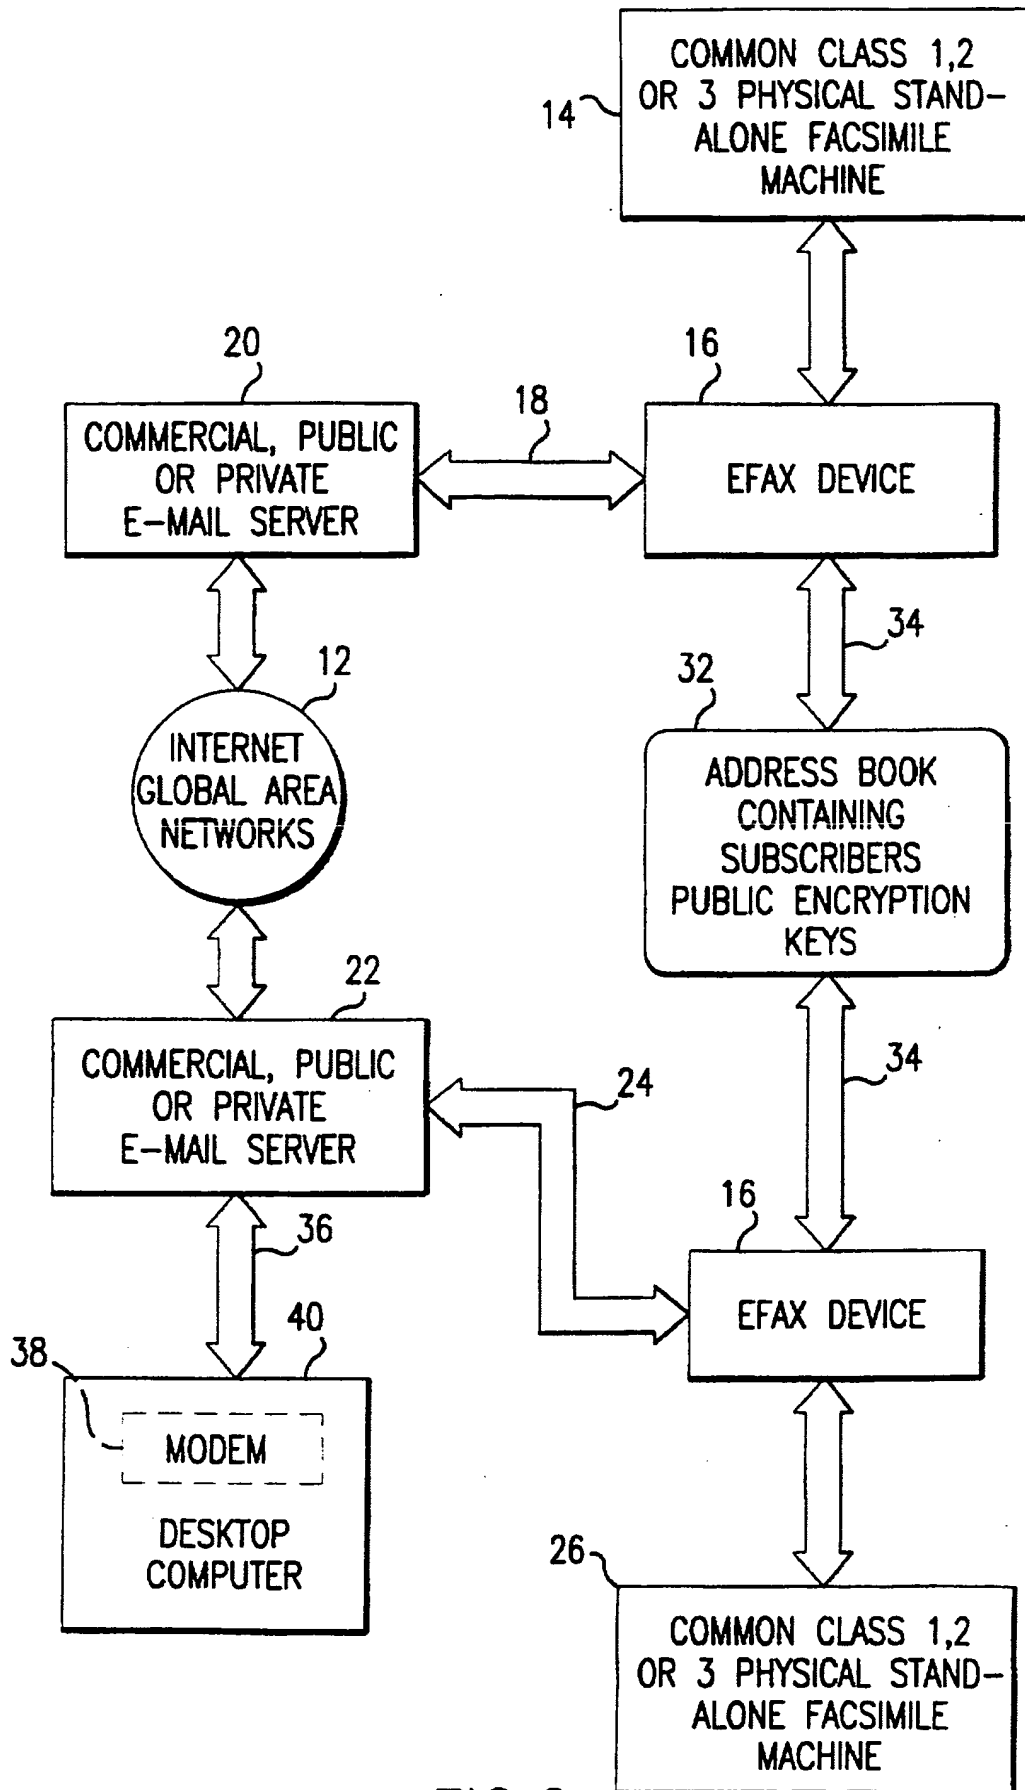 COMMON CLASS 1,2
OR 3 PHYSICAL STAND-
ALONE FACSIMILE
MACHINE
14
20
16
18
COMMERCIAL, PUBLIC
OR PRIVATE
E-MAIL SERVER
EFAX DEVICE
34
12
32
INTERNET
GLOBAL AREA
NETWORKS
ADDRESS BOOK
CONTAINING
SUBSCRIBERS
PUBLIC ENCRYPTION
KEYS
22
COMMERCIAL, PUBLIC
OR PRIVATE
E-MAIL SERVER
24
34
16
36
EFAX DEVICE
40
38
MODEM
DESKTOP
COMPUTER
26
COMMON CLASS 1,2
OR 3 PHYSICAL STAND-
ALONE FACSIMILE
MACHINE